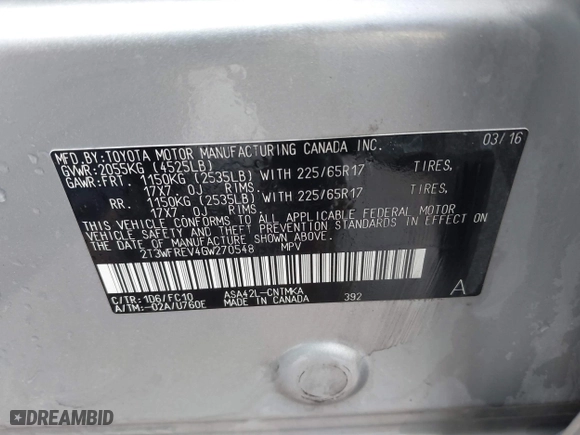 MFD.BY:TOYOTA MOTOR MANUFACTURING CANADA INC. 03/16
GVWR:2055KG (4525LB)
GAWR:FRT. 1150KG (2535LB) WITH 225/65R17 TIRES,
17X7. 0J RIMS.
RR. 1150KG (2535LB) WITH 225/65R17 TIRES,
17X7. 0J RIMS.
THIS VEHICLE CONFORMS TO ALL APPLICABLE FEDERAL MOTOR
VEHICLE SAFETY AND THEFT PREVENTION STANDARDS IN EFFECT
ON THE DATE OF MANUFACTURE SHOWN ABOVE.
2T3WFREV4GW270548 MPV
C/TR:1D6/FC10 ASA42L-CNTMKA 392 A
A/TM:-02A/U760E MADE IN CANADA
DREAMBID